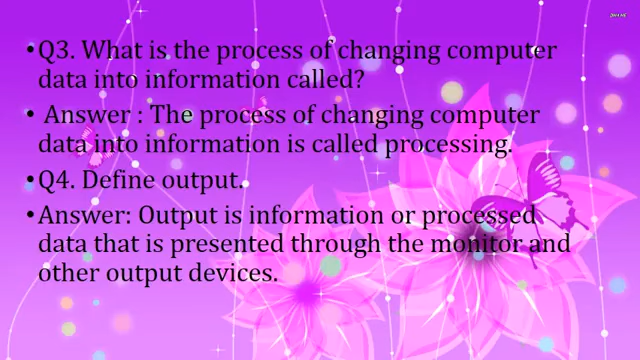 •Q3. What is the process of changing computer
data into information called?
• Answer : The process of changing computer
data into information is called processing.
•Q4. Define output.
•Answer: Output is information or processed
data that is presented through the monitor and
other output devices.